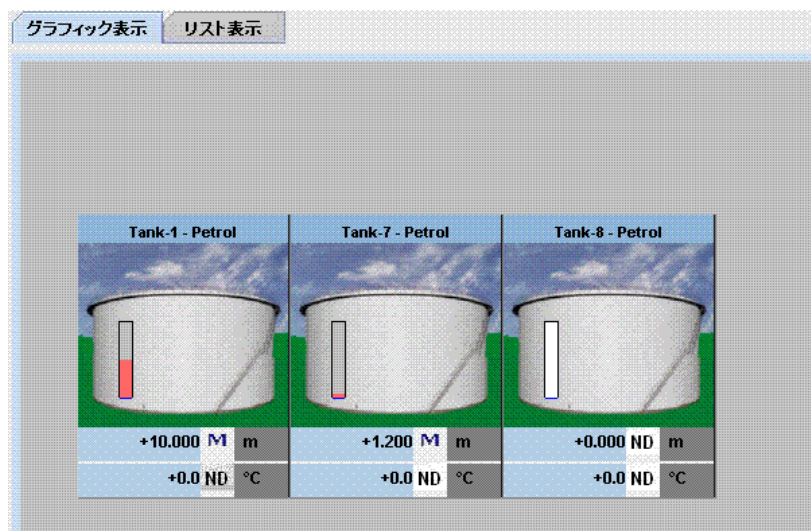 グラフィック表示 リスト表示
Tank-1 - Petrol Tank-7 - Petrol Tank-8 - Petrol
+10.000 M m +1.200 M m +0.000 ND m
+0.0 ND °C +0.0 ND °C +0.0 ND °C